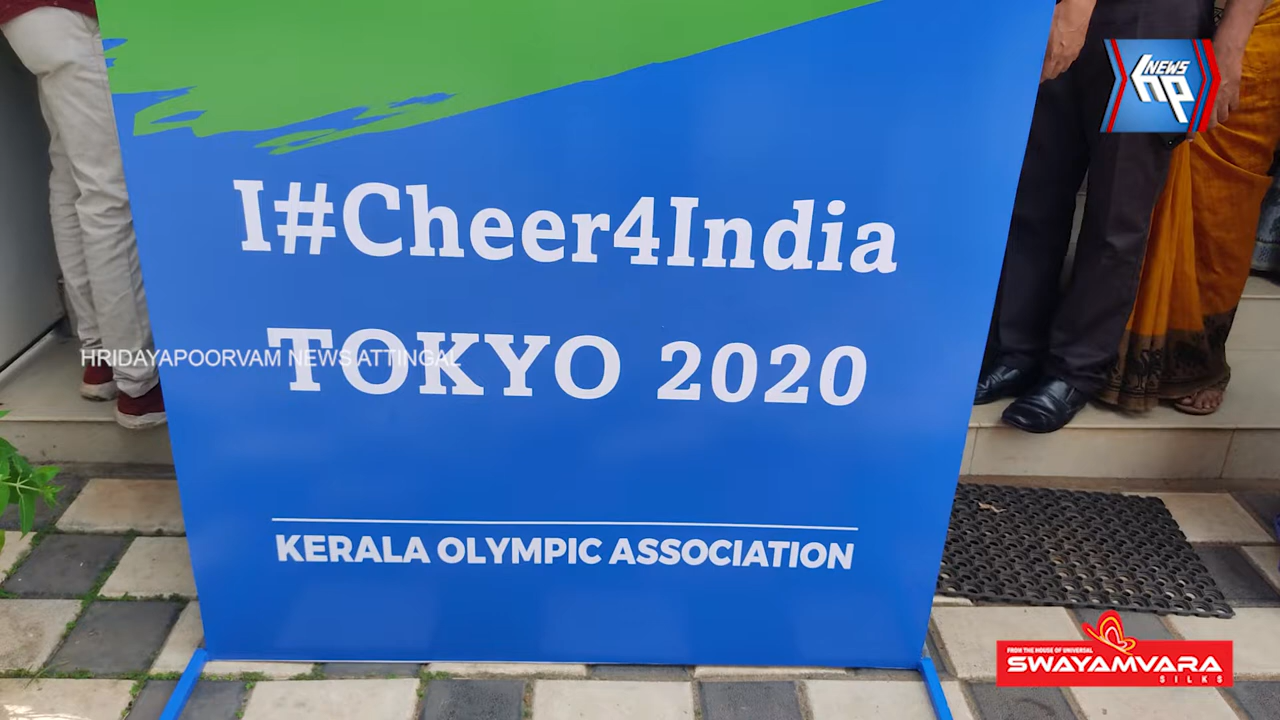 NEWS
hp
I#Cheer4India
TOKYO 2020
HRIDAYAPOORVAM NEWS ATTINGAL
KERALA OLYMPIC ASSOCIATION
FROM THE HOUSE OF UNIVERSAL
SWAYAMVARA
SILKS